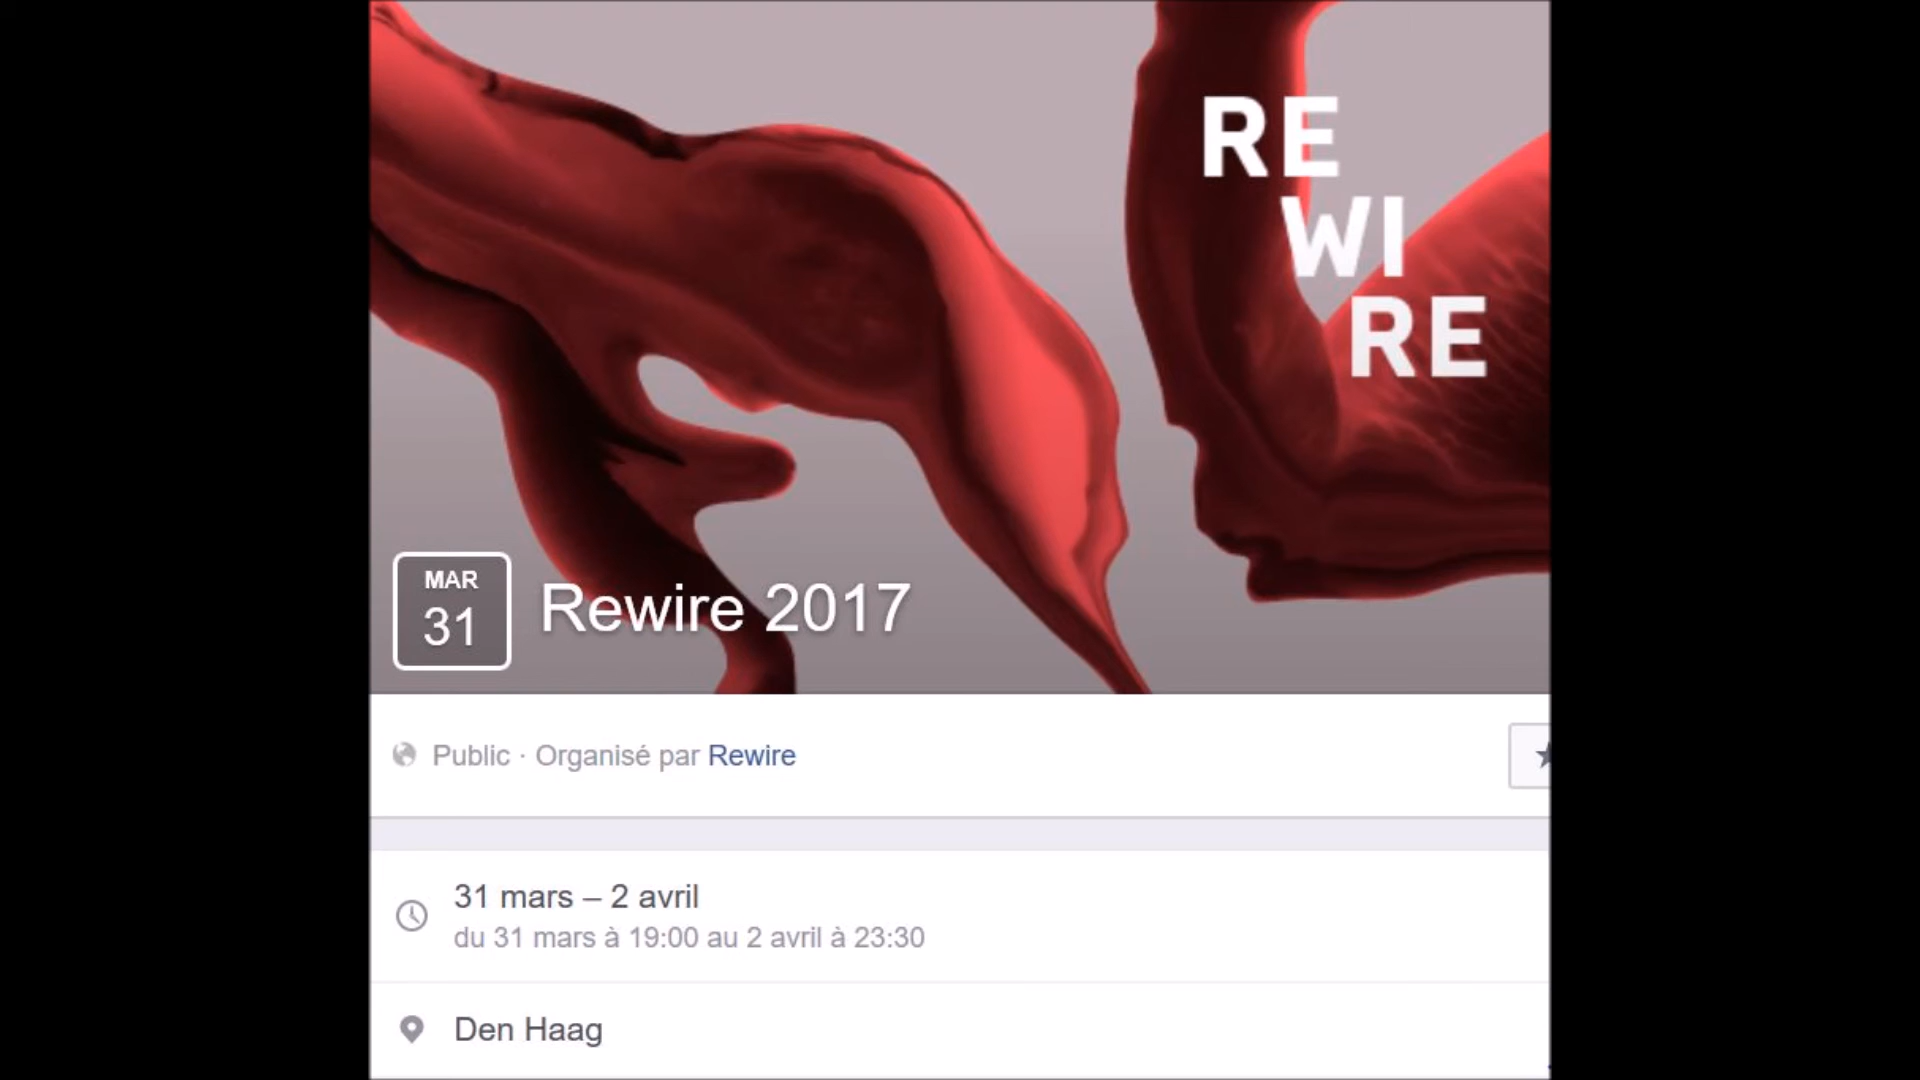 RE
WI
RE
MAR
31
Rewire 2017
Public · Organisé par Rewire
31 mars – 2 avril
du 31 mars à 19:00 au 2 avril à 23:30
Den Haag